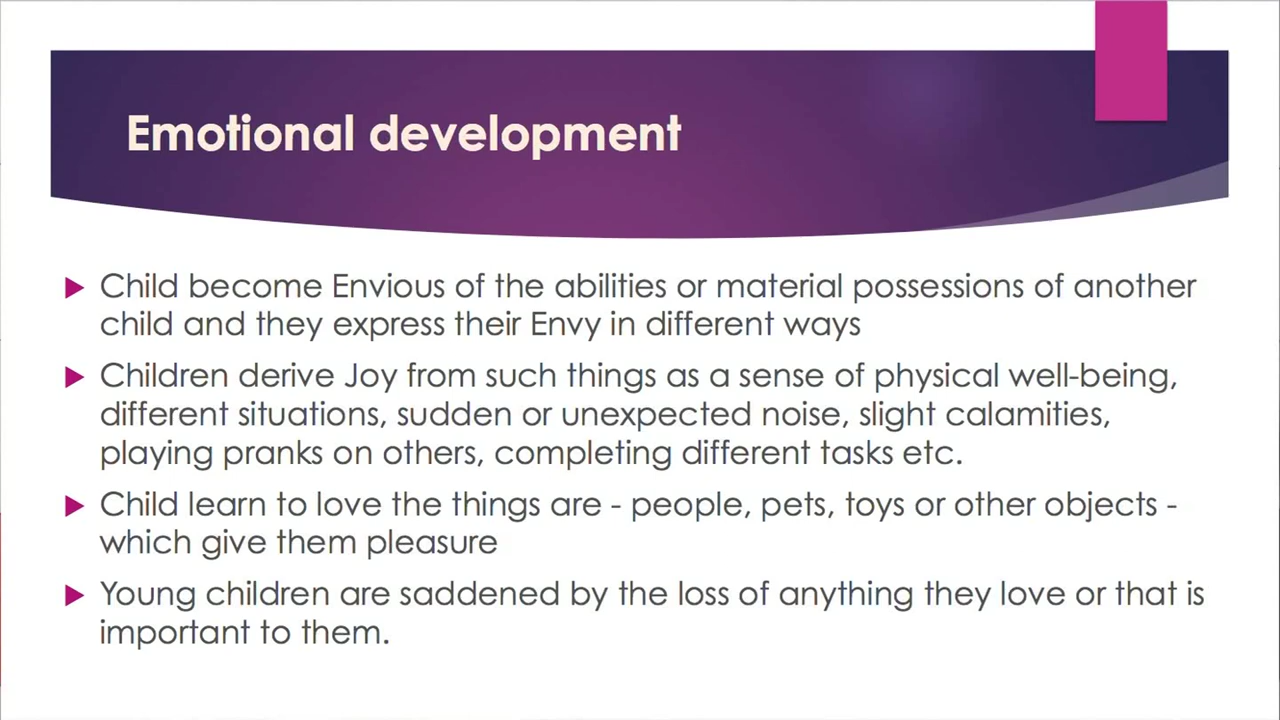 Emotional development
Child become Envious of the abilities or material possessions of another
child and they express their Envy in different ways
Children derive Joy from such things as a sense of physical well-being,
different situations, sudden or unexpected noise, slight calamities,
playing pranks on others, completing different tasks etc.
Child learn to love the things are - people, pets, toys or other objects -
which give them pleasure
Young children are saddened by the loss of anything they love or that is
important to them.